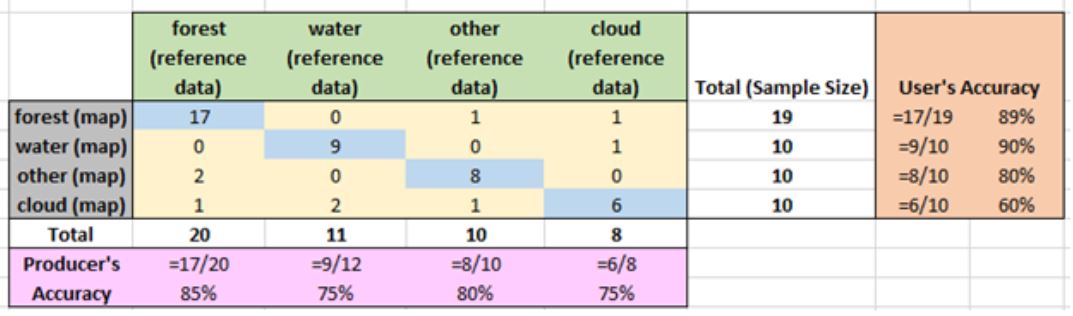 forest water other cloud
(reference (reference (reference (reference
data) data) data) data) Total (Sample Size) User's Accuracy
forest (map) 17 0 1 1 19 =17/19 89%
water (map) 0 9 0 1 10 =9/10 90%
other (map) 2 0 8 0 10 =8/10 80%
cloud (map) 1 2 1 6 10 =6/10 60%
Total 20 11 10 8
Producer's =17/20 =9/12 =8/10 =6/8
Accuracy 85% 75% 80% 75%